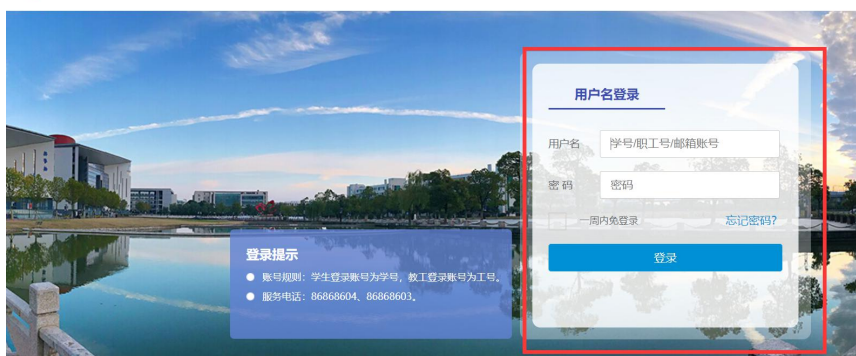 用户名登录
用户名 学号/职工号/邮箱账号
密 码 密码
一周内免登录 忘记密码?
登录
登录提示
账号规则：学生登录账号为学号，教工登录账号为工号。
服务电话：86868604、86868603。